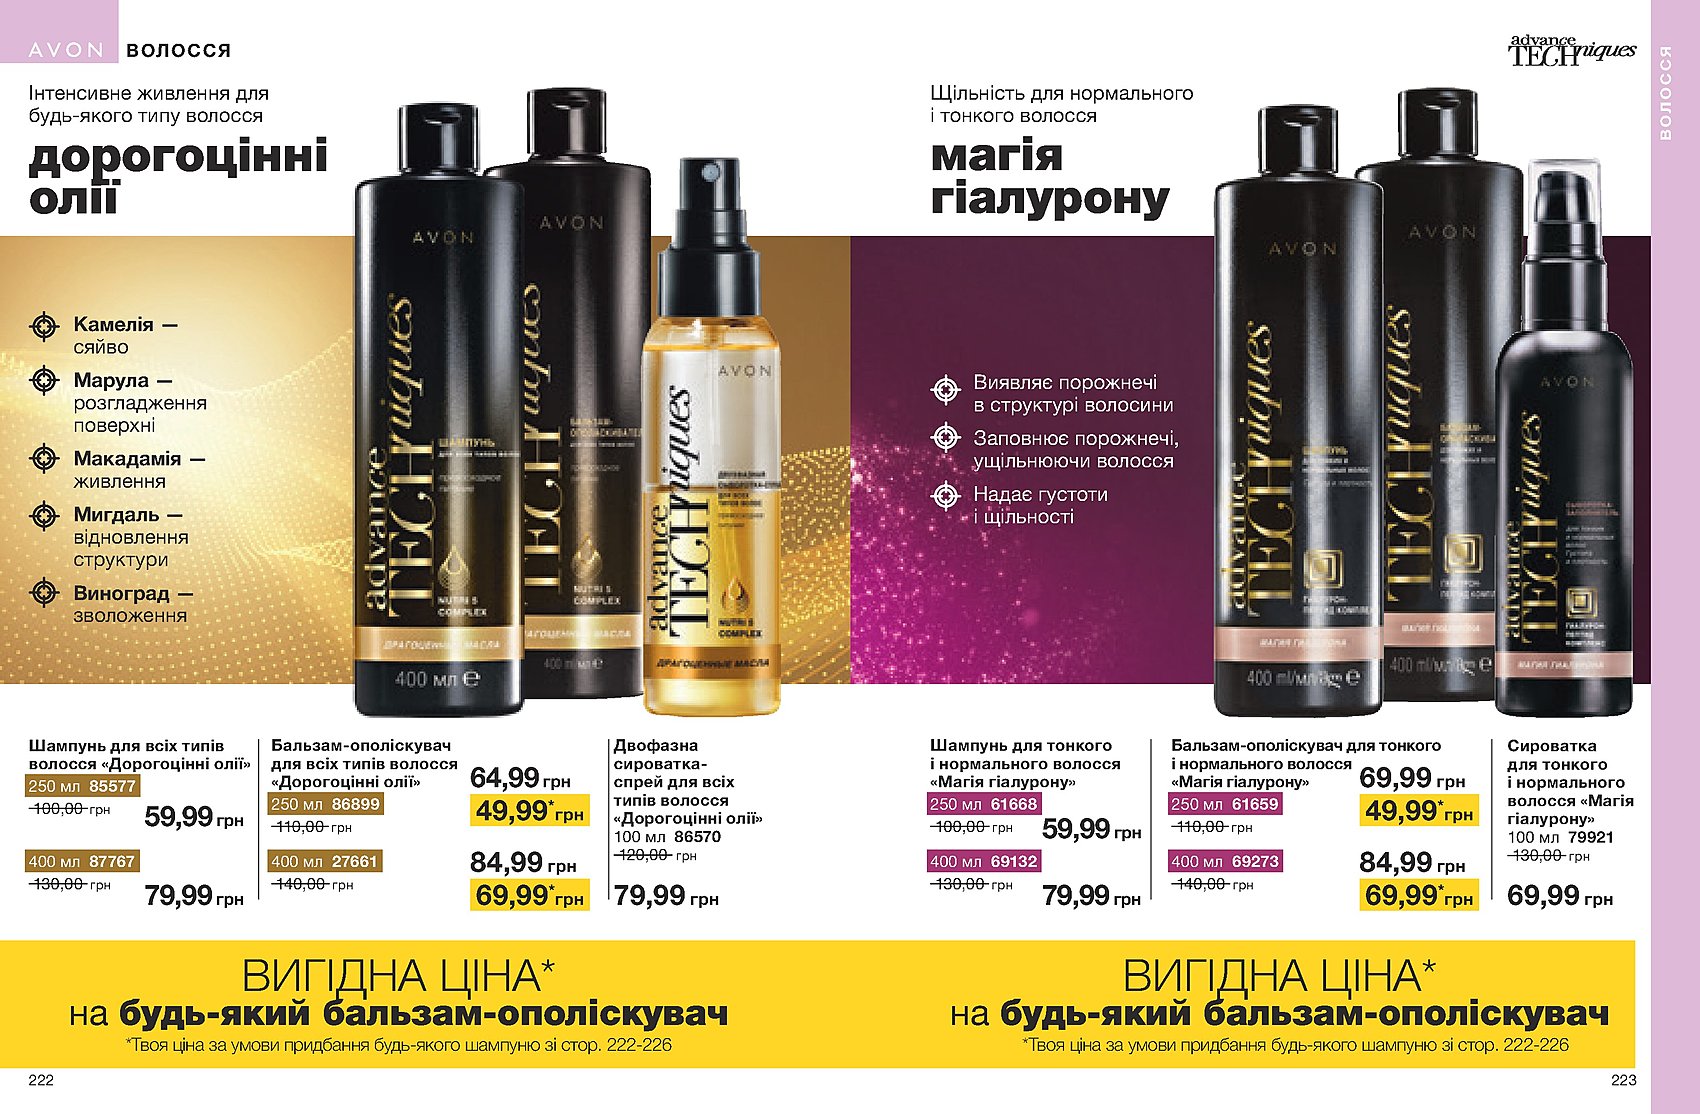 AVON ВОЛОССЯ
Інтенсивне живлення для
будь-якого типу волосся
дорогоцінні
олії
Камелія —
сяйво
Марула —
розгладження
поверхні
Макадамія —
живлення
Мигдаль —
відновлення
структури
Виноград —
зволоження
AVON
advance
TECHniques
ШАМПУНЬ
NUTRI 5
COMPLEX
ДРАГОЦЕННЫЕ МАСЛА
400 МЛ e
AVON
TECHniques
БАЛЬЗАМ-
NUTRI 5
COMPLEX
400 ml/мл e
AVON
advance
TECHniques
NUTRI 5
COMPLEX
ДРАГОЦЕННЫЕ МАСЛА
Шампунь для всіх типів
волосся «Дорогоцінні олії»
250 мл 85577
100,00 грн
59,99 грн
400 мл 87767
130,00 грн
79,99 грн
Бальзам-ополіскувач
для всіх типів волосся
«Дорогоцінні олії»
250 мл 86899
110,00 грн
64,99 грн
49,99* грн
400 мл 27661
140,00 грн
84,99 грн
69,99* грн
Двофазна
сироватка-
спрей для всіх
типів волосся
«Дорогоцінні олії»
100 мл 86570
120,00 грн
79,99 грн
ВИГІДНА ЦІНА*
на будь-який бальзам-ополіскувач
*Твоя ціна за умови придбання будь-якого шампуню зі стор. 222-226
222
advance
TECHniques
ВОЛОССЯ
Щільність для нормального
і тонкого волосся
магія
гіалурону
Виявляє порожнечі
в структурі волосини
Заповнює порожнечі,
ущільнюючи волосся
Надає густоти
і щільності
AVON
advance
TECHniques
ШАМПУНЬ
МАГИЯ ГИАЛУРОНА
AVON
TECHniques
МАГИЯ ГИАЛУРОНА
AVON
advance
TECHniques
МАГИЯ ГИАЛУРОНА
Шампунь для тонкого
і нормального волосся
«Магія гіалурону»
250 мл 61668
100,00 грн
59,99 грн
400 мл 69132
130,00 грн
79,99 грн
Бальзам-ополіскувач для тонкого
і нормального волосся
«Магія гіалурону»
250 мл 61659
110,00 грн
69,99 грн
49,99* грн
400 мл 69273
140,00 грн
84,99 грн
69,99* грн
Сироватка
для тонкого
і нормального
волосся «Магія
гіалурону»
100 мл 79921
130,00 грн
69,99 грн
ВИГІДНА ЦІНА*
на будь-який бальзам-ополіскувач
*Твоя ціна за умови придбання будь-якого шампуню зі стор. 222-226
223